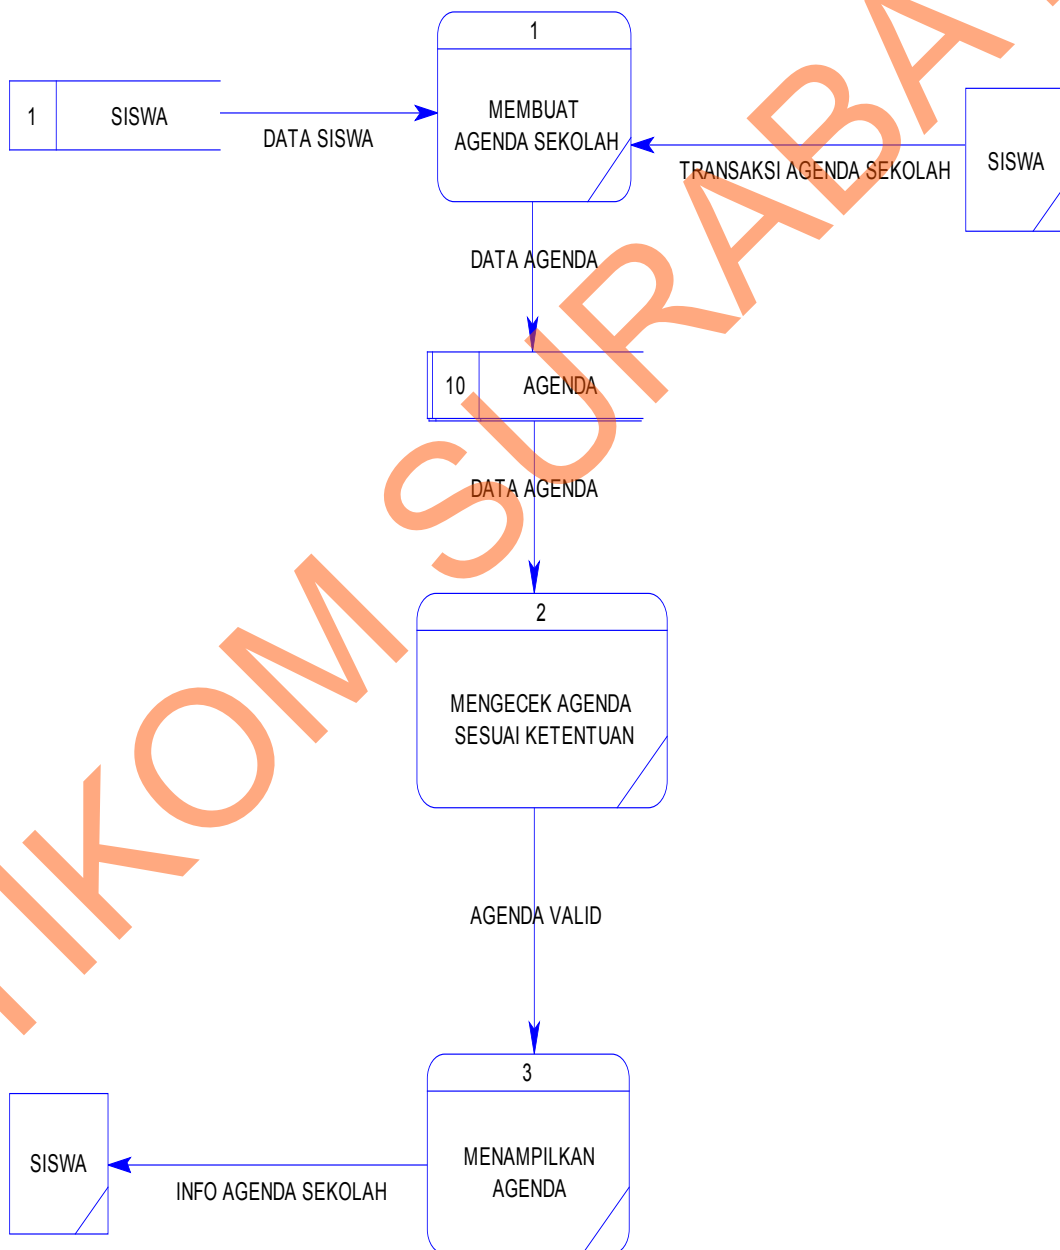 1
1
SISWA
DATA SISWA
MEMBUAT
AGENDA SEKOLAH
TRANSAKSI AGENDA SEKOLAH
SISWA
DATA AGENDA
10
AGENDA
DATA AGENDA
2
MENGECEK AGENDA
SESUAI KETENTUAN
AGENDA VALID
3
MENAMPILKAN
AGENDA
SISWA
INFO AGENDA SEKOLAH
IKOM SURABA